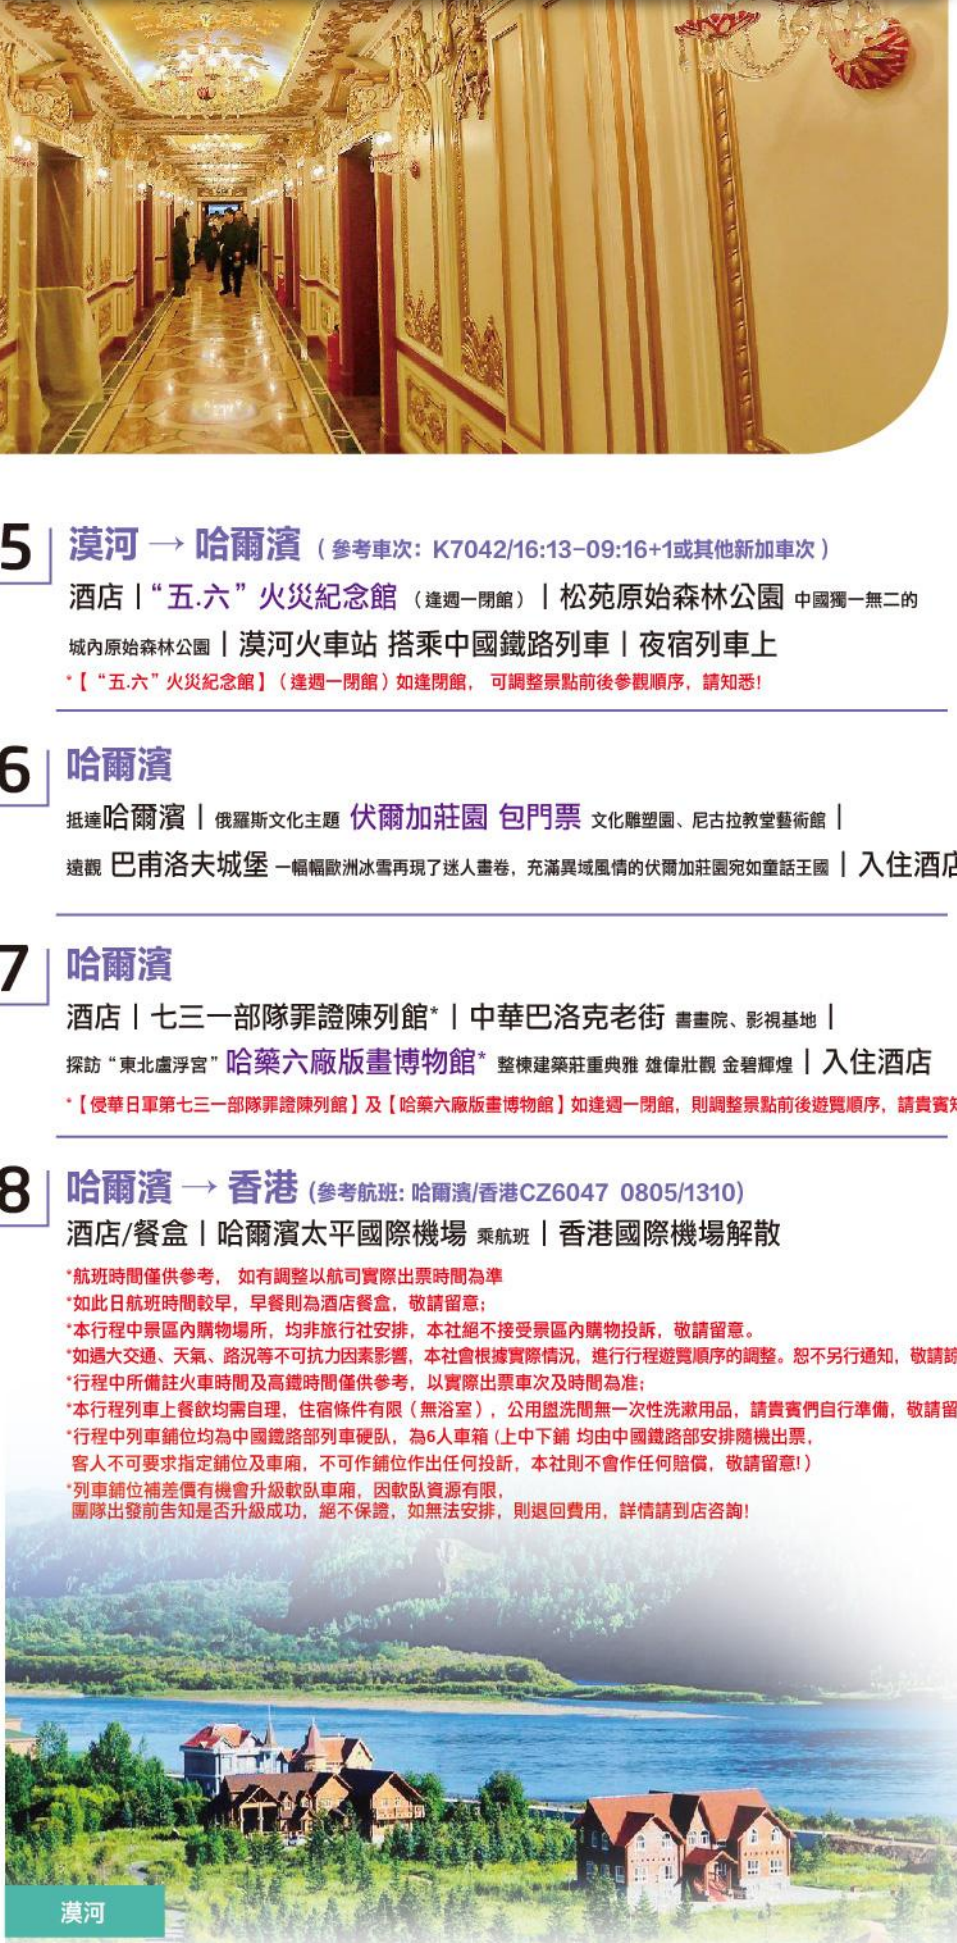 5
漠河 → 哈爾濱 （參考車次：K7042/16:13-09:16+1或其他新加車次）
酒店 | “五.六”火災紀念館 （逢週一閉館） | 松苑原始森林公園 中國獨一無二的
城內原始森林公園 | 漠河火車站 搭乘中國鐵路列車 | 夜宿列車上
*【“五.六”火災紀念館】（逢週一閉館）如逢閉館， 可調整景點前後參觀順序，請知悉!
6
哈爾濱
抵達哈爾濱 | 俄羅斯文化主題 伏爾加莊園 包門票 文化雕塑園、尼古拉教堂藝術館 |
遠觀 巴甫洛夫城堡 一幅幅歐洲冰雪再現了迷人畫卷，充滿異域風情的伏爾加莊園宛如童話王國 | 入住酒店
7
哈爾濱
酒店 | 七三一部隊罪證陳列館* | 中華巴洛克老街 書畫院、影視基地 |
探訪“東北盧浮宮”哈藥六廠版畫博物館* 整棟建築莊重典雅 雄偉壯觀 金碧輝煌 | 入住酒店
*【侵華日軍第七三一部隊罪證陳列館】及【哈藥六廠版畫博物館】如逢週一閉館，則調整景點前後遊覽順序，請貴賓知
8
哈爾濱 → 香港 (參考航班: 哈爾濱/香港CZ6047 0805/1310)
酒店/餐盒 | 哈爾濱太平國際機場 乘航班 | 香港國際機場解散
*航班時間僅供參考， 如有調整以航司實際出票時間為準
*如此日航班時間較早，早餐則為酒店餐盒，敬請留意;
*本行程中景區內購物場所，均非旅行社安排，本社絕不接受景區內購物投訴，敬請留意。
*如遇大交通、天氣、路況等不可抗力因素影響，本社會根據實際情況，進行行程遊覽順序的調整。恕不另行通知，敬請諒
*行程中所備註火車時間及高鐵時間僅供參考，以實際出票車次及時間為准;
*本行程列車上餐飲均需自理，住宿條件有限（無浴室），公用盥洗間無一次性洗漱用品，請貴賓們自行準備，敬請留
*行程中列車鋪位均為中國鐵路部列車硬臥，為6人車箱 (上中下鋪 均由中國鐵路部安排隨機出票，
客人不可要求指定鋪位及車廂，不可作鋪位作出任何投訴，本社則不會作任何賠償，敬請留意!）
*列車鋪位補差價有機會升級軟臥車廂，因軟臥資源有限，
團隊出發前告知是否升級成功，絕不保證，如無法安排，則退回費用，詳情請到店咨詢!
漠河